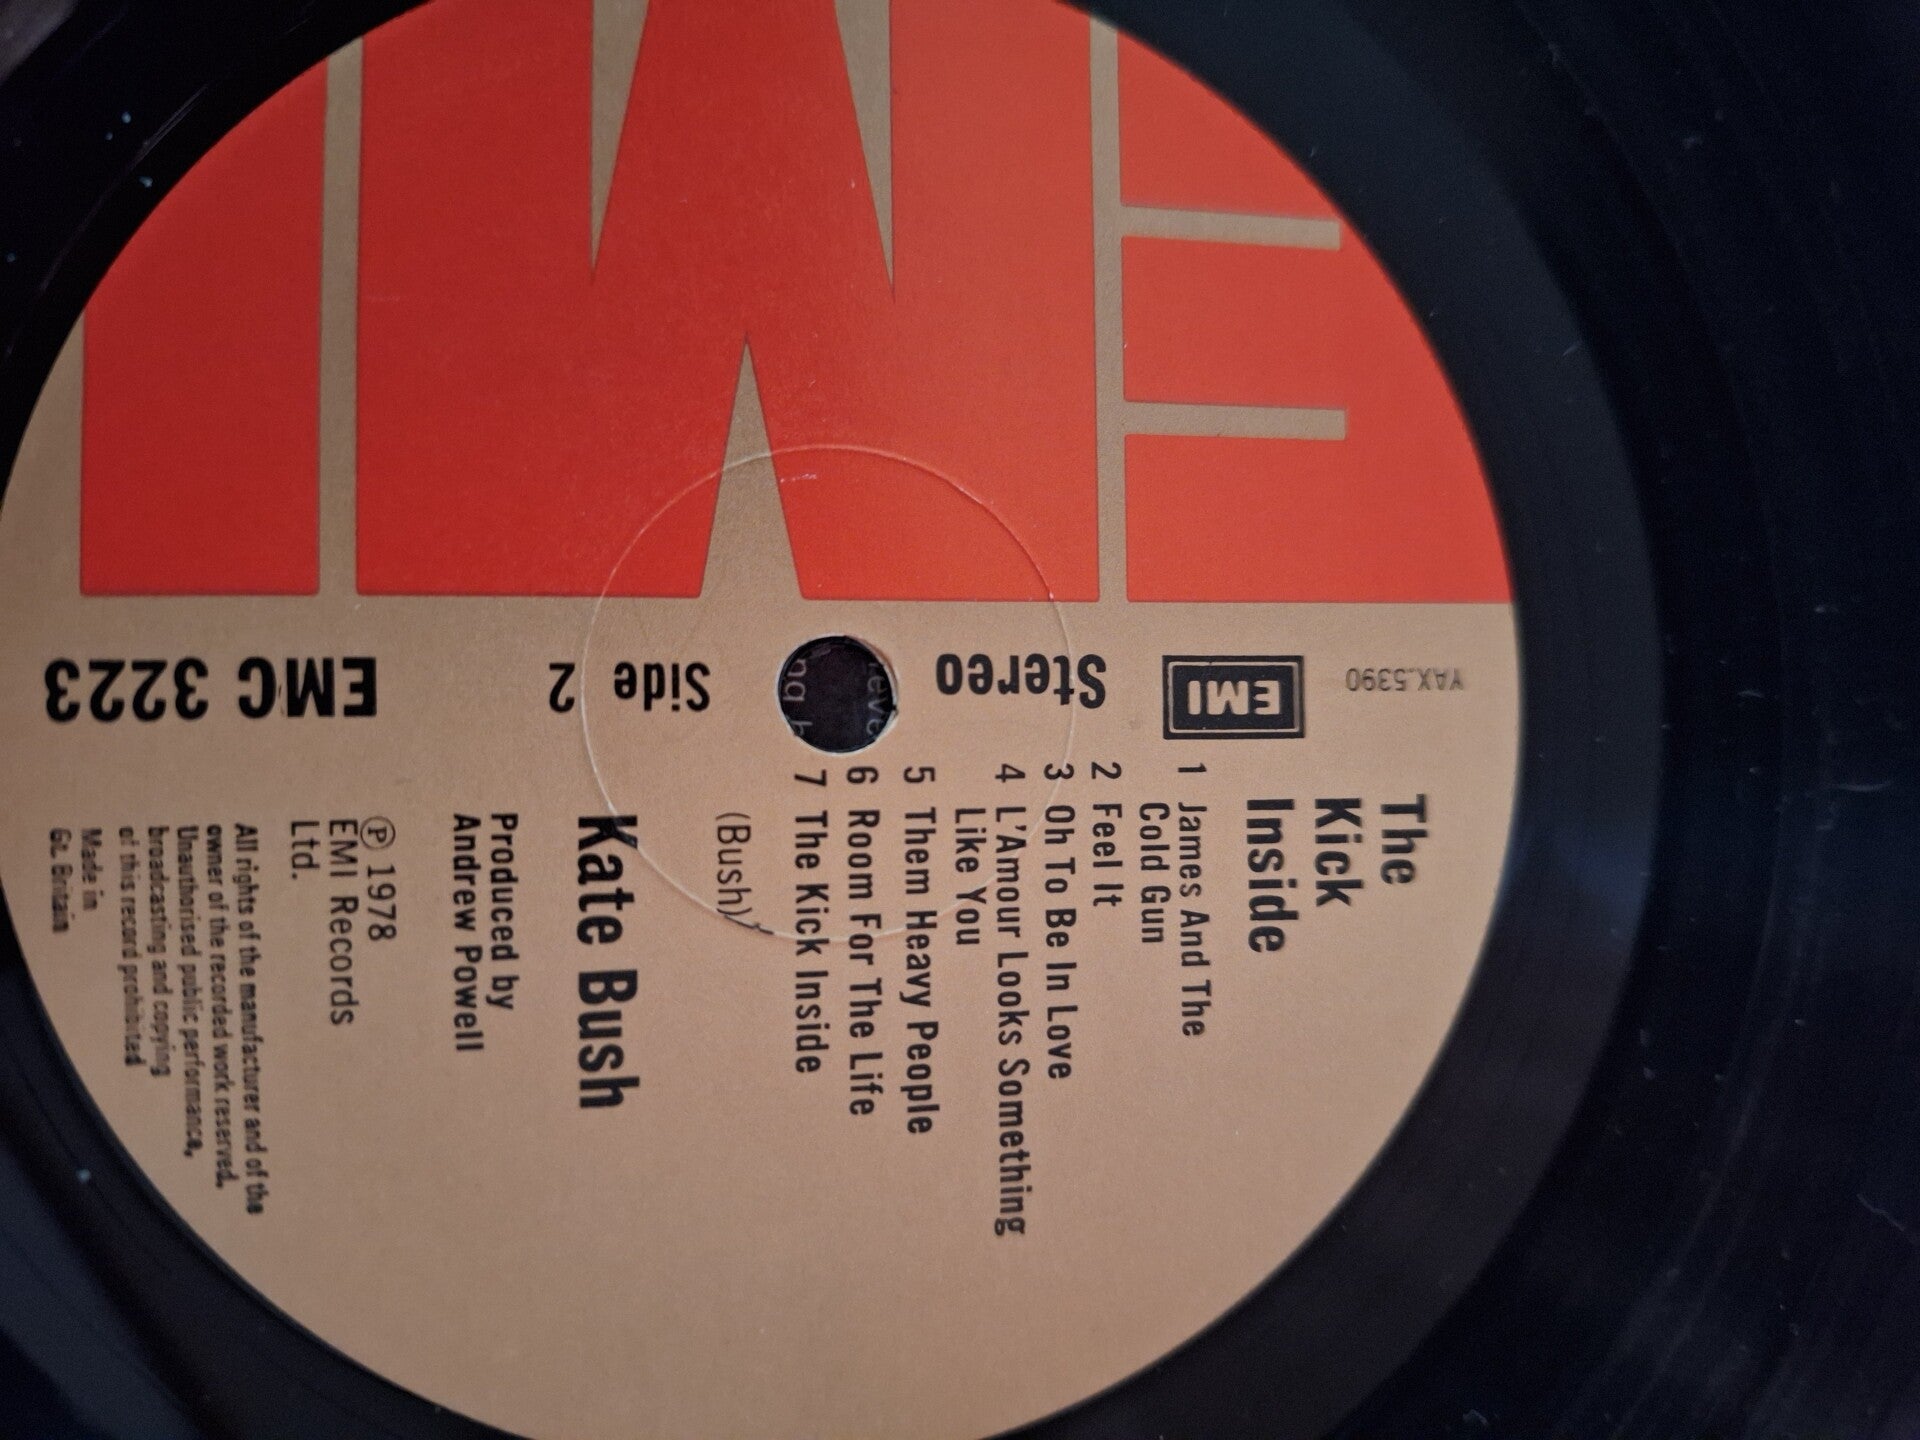 YAX.5390
EMI
Stereo
Side 2
EMC 3223
The
Kick
Inside
1 James And The
Cold Gun
2 Feel It
3 Oh To Be In Love
4 L'Amour Looks Something
Like You
5 Them Heavy People
6 Room For The Life
7 The Kick Inside
(Bush)
Kate Bush
Produced by
Andrew Powell
℗ 1978
EMI Records
Ltd.
All rights of the manufacturer and of the
owner of the recorded work reserved.
Unauthorised public performance,
broadcasting and copying
of this record prohibited
Made in
Gt. Britain
EMI